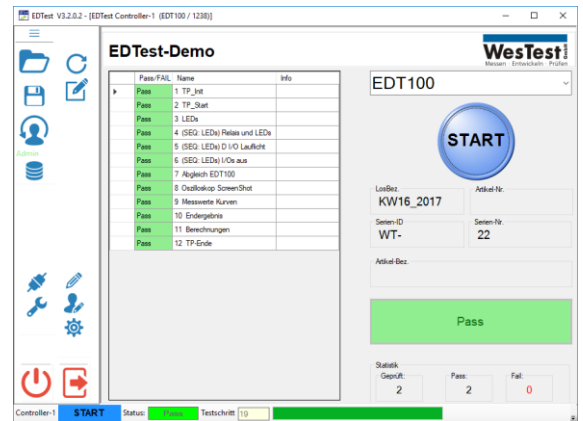 EDTest V3.2.0.2 - [EDTest Controller-1 (EDT100 / 1238)]
EDTest-Demo
WesTest
Messen · Entwickeln · Prüfen
Pass/FAIL Name Info
Pass 1 TP_Init
Pass 2 TP_Start
Pass 3 LEDs
Pass 4 (SEQ: LEDs) Relais und LEDs
Pass 5 (SEQ: LEDs) D I/O Lauflicht
Pass 6 (SEQ: LEDs) I/Os aus
Pass 7 Abgleich EDT100
Pass 8 Oszilloskop ScreenShot
Pass 9 Messwerte Kurven
Pass 10 Endergebnis
Pass 11 Berechnungen
Pass 12 TP-Ende
Admin
EDT100
START
LosBez. Artikel-Nr.
KW16_2017
Serien-ID Serien-Nr.
WT- 22
Artikel-Bez.
Pass
Statistik
Geprüft: Pass: Fail:
2 2 0
Controller-1 START Status: Pass Testschritt 19